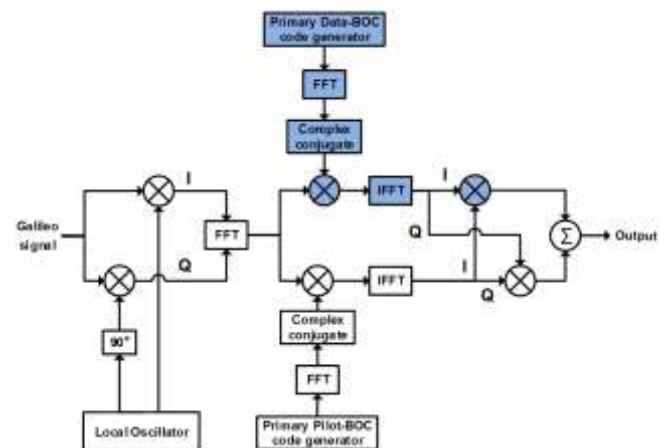 Primary Data-BOC
code generator
FFT
Complex
conjugate
I
IFFT
I
Galileo
signal
FFT
Q
Σ
Output
Q
IFFT
I
Q
90°
Complex
conjugate
FFT
Local Oscillator
Primary Pilot-BOC
code generator